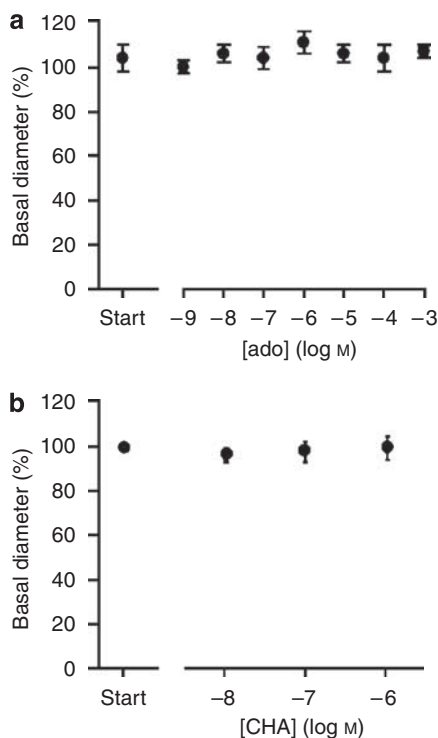 a
Basal diameter (%)
120
100
80
60
40
20
0
Start
−9 −8 −7 −6 −5 −4 −3
[ado] (log M)
b
Basal diameter (%)
120
100
80
60
40
20
0
Start
−8 −7 −6
[CHA] (log M)